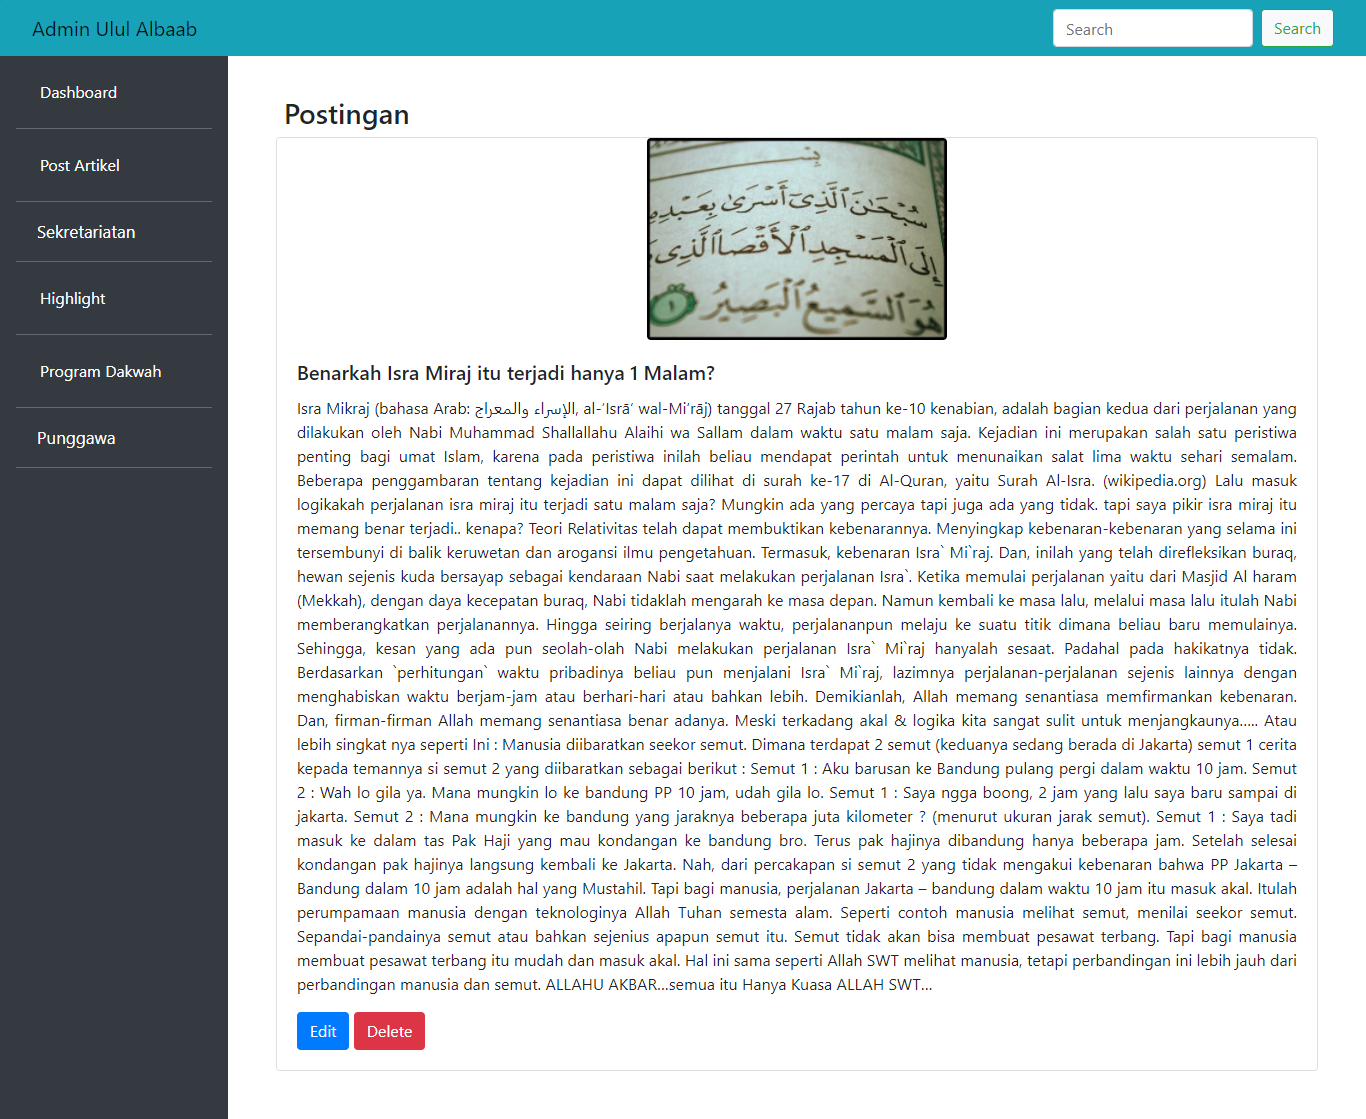 Admin Ulul Albaab
Search
Search
Dashboard
Post Artikel
Sekretariatan
Highlight
Program Dakwah
Punggawa
Postingan
سُبْحَٰنَ ٱلَّذِىٓ أَسْرَىٰ بِعَبْدِهِ
إِلَى ٱلْمَسْجِدِ ٱلْأَقْصَا ٱلَّذِى
هُوَ ٱلسَّمِيعُ ٱلْبَصِيرُ ١
Benarkah Isra Miraj itu terjadi hanya 1 Malam?
Isra Mikraj (bahasa Arab: الإسراء والمعراج, al-’Isrā’ wal-Mi‘rāj) tanggal 27 Rajab tahun ke-10 kenabian, adalah bagian kedua dari perjalanan yang
dilakukan oleh Nabi Muhammad Shallallahu Alaihi wa Sallam dalam waktu satu malam saja. Kejadian ini merupakan salah satu peristiwa
penting bagi umat Islam, karena pada peristiwa inilah beliau mendapat perintah untuk menunaikan salat lima waktu sehari semalam.
Beberapa penggambaran tentang kejadian ini dapat dilihat di surah ke-17 di Al-Quran, yaitu Surah Al-Isra. (wikipedia.org) Lalu masuk
logikakah perjalanan isra miraj itu terjadi satu malam saja? Mungkin ada yang percaya tapi juga ada yang tidak. tapi saya pikir isra miraj itu
memang benar terjadi.. kenapa? Teori Relativitas telah dapat membuktikan kebenarannya. Menyingkap kebenaran-kebenaran yang selama ini
tersembunyi di balik keruwetan dan arogansi ilmu pengetahuan. Termasuk, kebenaran Isra` Mi`raj. Dan, inilah yang telah direfleksikan buraq,
hewan sejenis kuda bersayap sebagai kendaraan Nabi saat melakukan perjalanan Isra`. Ketika memulai perjalanan yaitu dari Masjid Al haram
(Mekkah), dengan daya kecepatan buraq, Nabi tidaklah mengarah ke masa depan. Namun kembali ke masa lalu, melalui masa lalu itulah Nabi
memberangkatkan perjalanannya. Hingga seiring berjalanya waktu, perjalananpun melaju ke suatu titik dimana beliau baru memulainya.
Sehingga, kesan yang ada pun seolah-olah Nabi melakukan perjalanan Isra` Mi`raj hanyalah sesaat. Padahal pada hakikatnya tidak.
Berdasarkan `perhitungan` waktu pribadinya beliau pun menjalani Isra` Mi`raj, lazimnya perjalanan-perjalanan sejenis lainnya dengan
menghabiskan waktu berjam-jam atau berhari-hari atau bahkan lebih. Demikianlah, Allah memang senantiasa memfirmankan kebenaran.
Dan, firman-firman Allah memang senantiasa benar adanya. Meski terkadang akal & logika kita sangat sulit untuk menjangkaunya….. Atau
lebih singkat nya seperti Ini : Manusia diibaratkan seekor semut. Dimana terdapat 2 semut (keduanya sedang berada di Jakarta) semut 1 cerita
kepada temannya si semut 2 yang diibaratkan sebagai berikut : Semut 1 : Aku barusan ke Bandung pulang pergi dalam waktu 10 jam. Semut
2 : Wah lo gila ya. Mana mungkin lo ke bandung PP 10 jam, udah gila lo. Semut 1 : Saya ngga boong, 2 jam yang lalu saya baru sampai di
jakarta. Semut 2 : Mana mungkin ke bandung yang jaraknya beberapa juta kilometer ? (menurut ukuran jarak semut). Semut 1 : Saya tadi
masuk ke dalam tas Pak Haji yang mau kondangan ke bandung bro. Terus pak hajinya dibandung hanya beberapa jam. Setelah selesai
kondangan pak hajinya langsung kembali ke Jakarta. Nah, dari percakapan si semut 2 yang tidak mengakui kebenaran bahwa PP Jakarta –
Bandung dalam 10 jam adalah hal yang Mustahil. Tapi bagi manusia, perjalanan Jakarta – bandung dalam waktu 10 jam itu masuk akal. Itulah
perumpamaan manusia dengan teknologinya Allah Tuhan semesta alam. Seperti contoh manusia melihat semut, menilai seekor semut.
Sepandai-pandainya semut atau bahkan sejenius apapun semut itu. Semut tidak akan bisa membuat pesawat terbang. Tapi bagi manusia
membuat pesawat terbang itu mudah dan masuk akal. Hal ini sama seperti Allah SWT melihat manusia, tetapi perbandingan ini lebih jauh dari
perbandingan manusia dan semut. ALLAHU AKBAR…semua itu Hanya Kuasa ALLAH SWT…
Edit
Delete